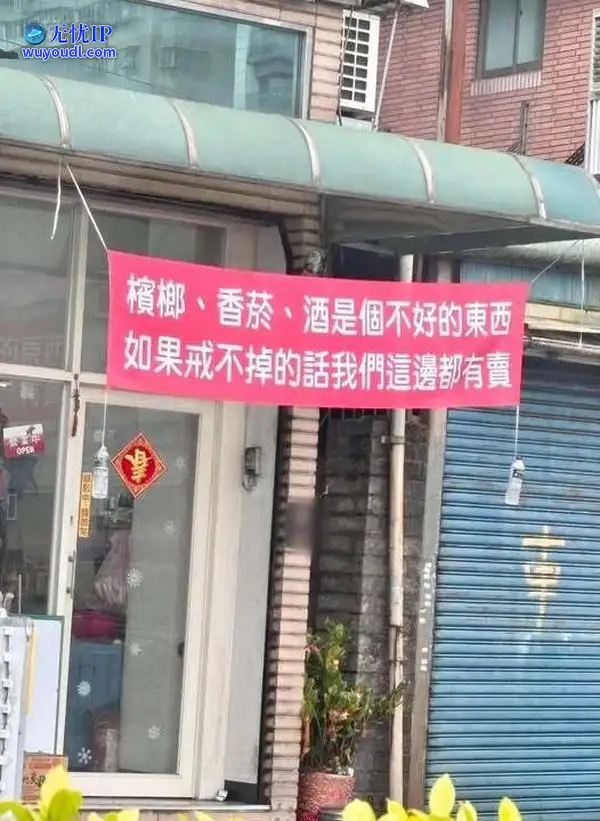 无忧IP
wuyoudl.com
檳榔、香菸、酒是個不好的東西
如果戒不掉的話我們這邊都有賣
OPEN